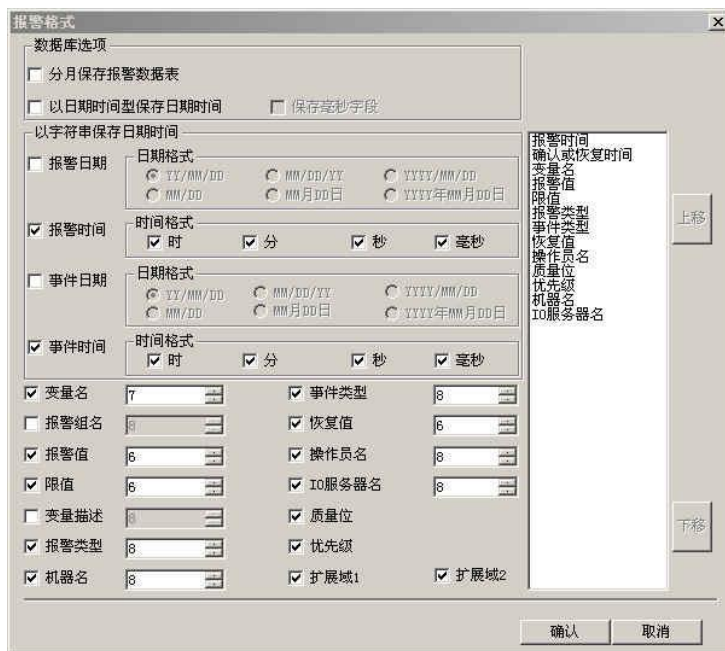 报警格式
数据库选项
分月保存报警数据表
以日期时间型保存日期时间 保存毫秒字段
以字符串保存日期时间
报警日期 日期格式
YY/MM/DD MM/DD/YY YYYY/MM/DD
MM/DD MM月DD日 YYYY年MM月DD日
报警时间 时间格式
时 分 秒 毫秒
事件日期 日期格式
YY/MM/DD MM/DD/YY YYYY/MM/DD
MM/DD MM月DD日 YYYY年MM月DD日
事件时间 时间格式
时 分 秒 毫秒
变量名 7 事件类型 8
报警组名 8 恢复值 6
报警值 6 操作员名 8
限值 6 IO服务器名 8
变量描述 8 质量位
报警类型 8 优先级
机器名 8 扩展域1 扩展域2
报警时间
确认或恢复时间
变量名
报警值
限值
报警类型
事件类型
恢复值
操作员名
质量位
优先级
机器名
IO服务器名
上移
下移
确认 取消